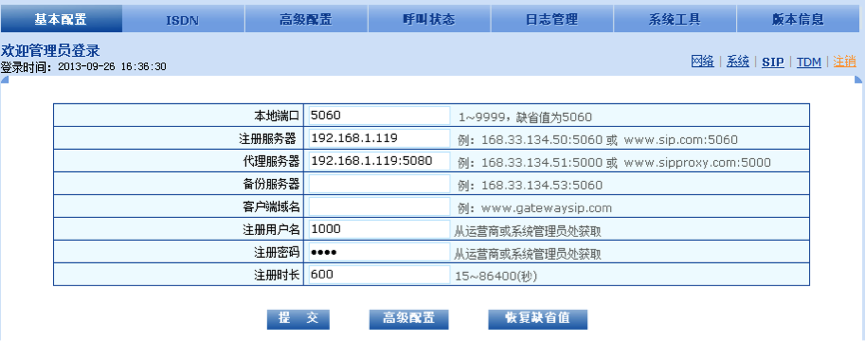 基本配置 ISDN 高级配置 呼叫状态 日志管理 系统工具 版本信息
欢迎管理员登录
登录时间：2013-09-26 16:36:30
网络 | 系统 | SIP | TDM | 注销
本地端口 5060 1~9999，缺省值为5060
注册服务器 192.168.1.119 例：168.33.134.50:5060 或 www.sip.com:5060
代理服务器 192.168.1.119:5080 例：168.33.134.51:5000 或 www.sipproxy.com:5000
备份服务器 例：168.33.134.53:5060
客户端域名 例：www.gatewaysip.com
注册用户名 1000 从运营商或系统管理员处获取
注册密码 •••• 从运营商或系统管理员处获取
注册时长 600 15~86400(秒)
提 交 高级配置 恢复缺省值